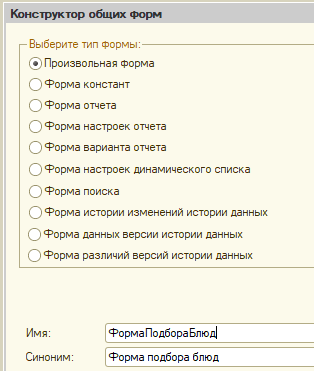 Конструктор общих форм
Выберите тип формы:
Произвольная форма
Форма констант
Форма отчета
Форма настроек отчета
Форма варианта отчета
Форма настроек динамического списка
Форма поиска
Форма истории изменений истории данных
Форма данных версии истории данных
Форма различий версий истории данных
Имя: ФормаПодбораБлюд
Синоним: Форма подбора блюд